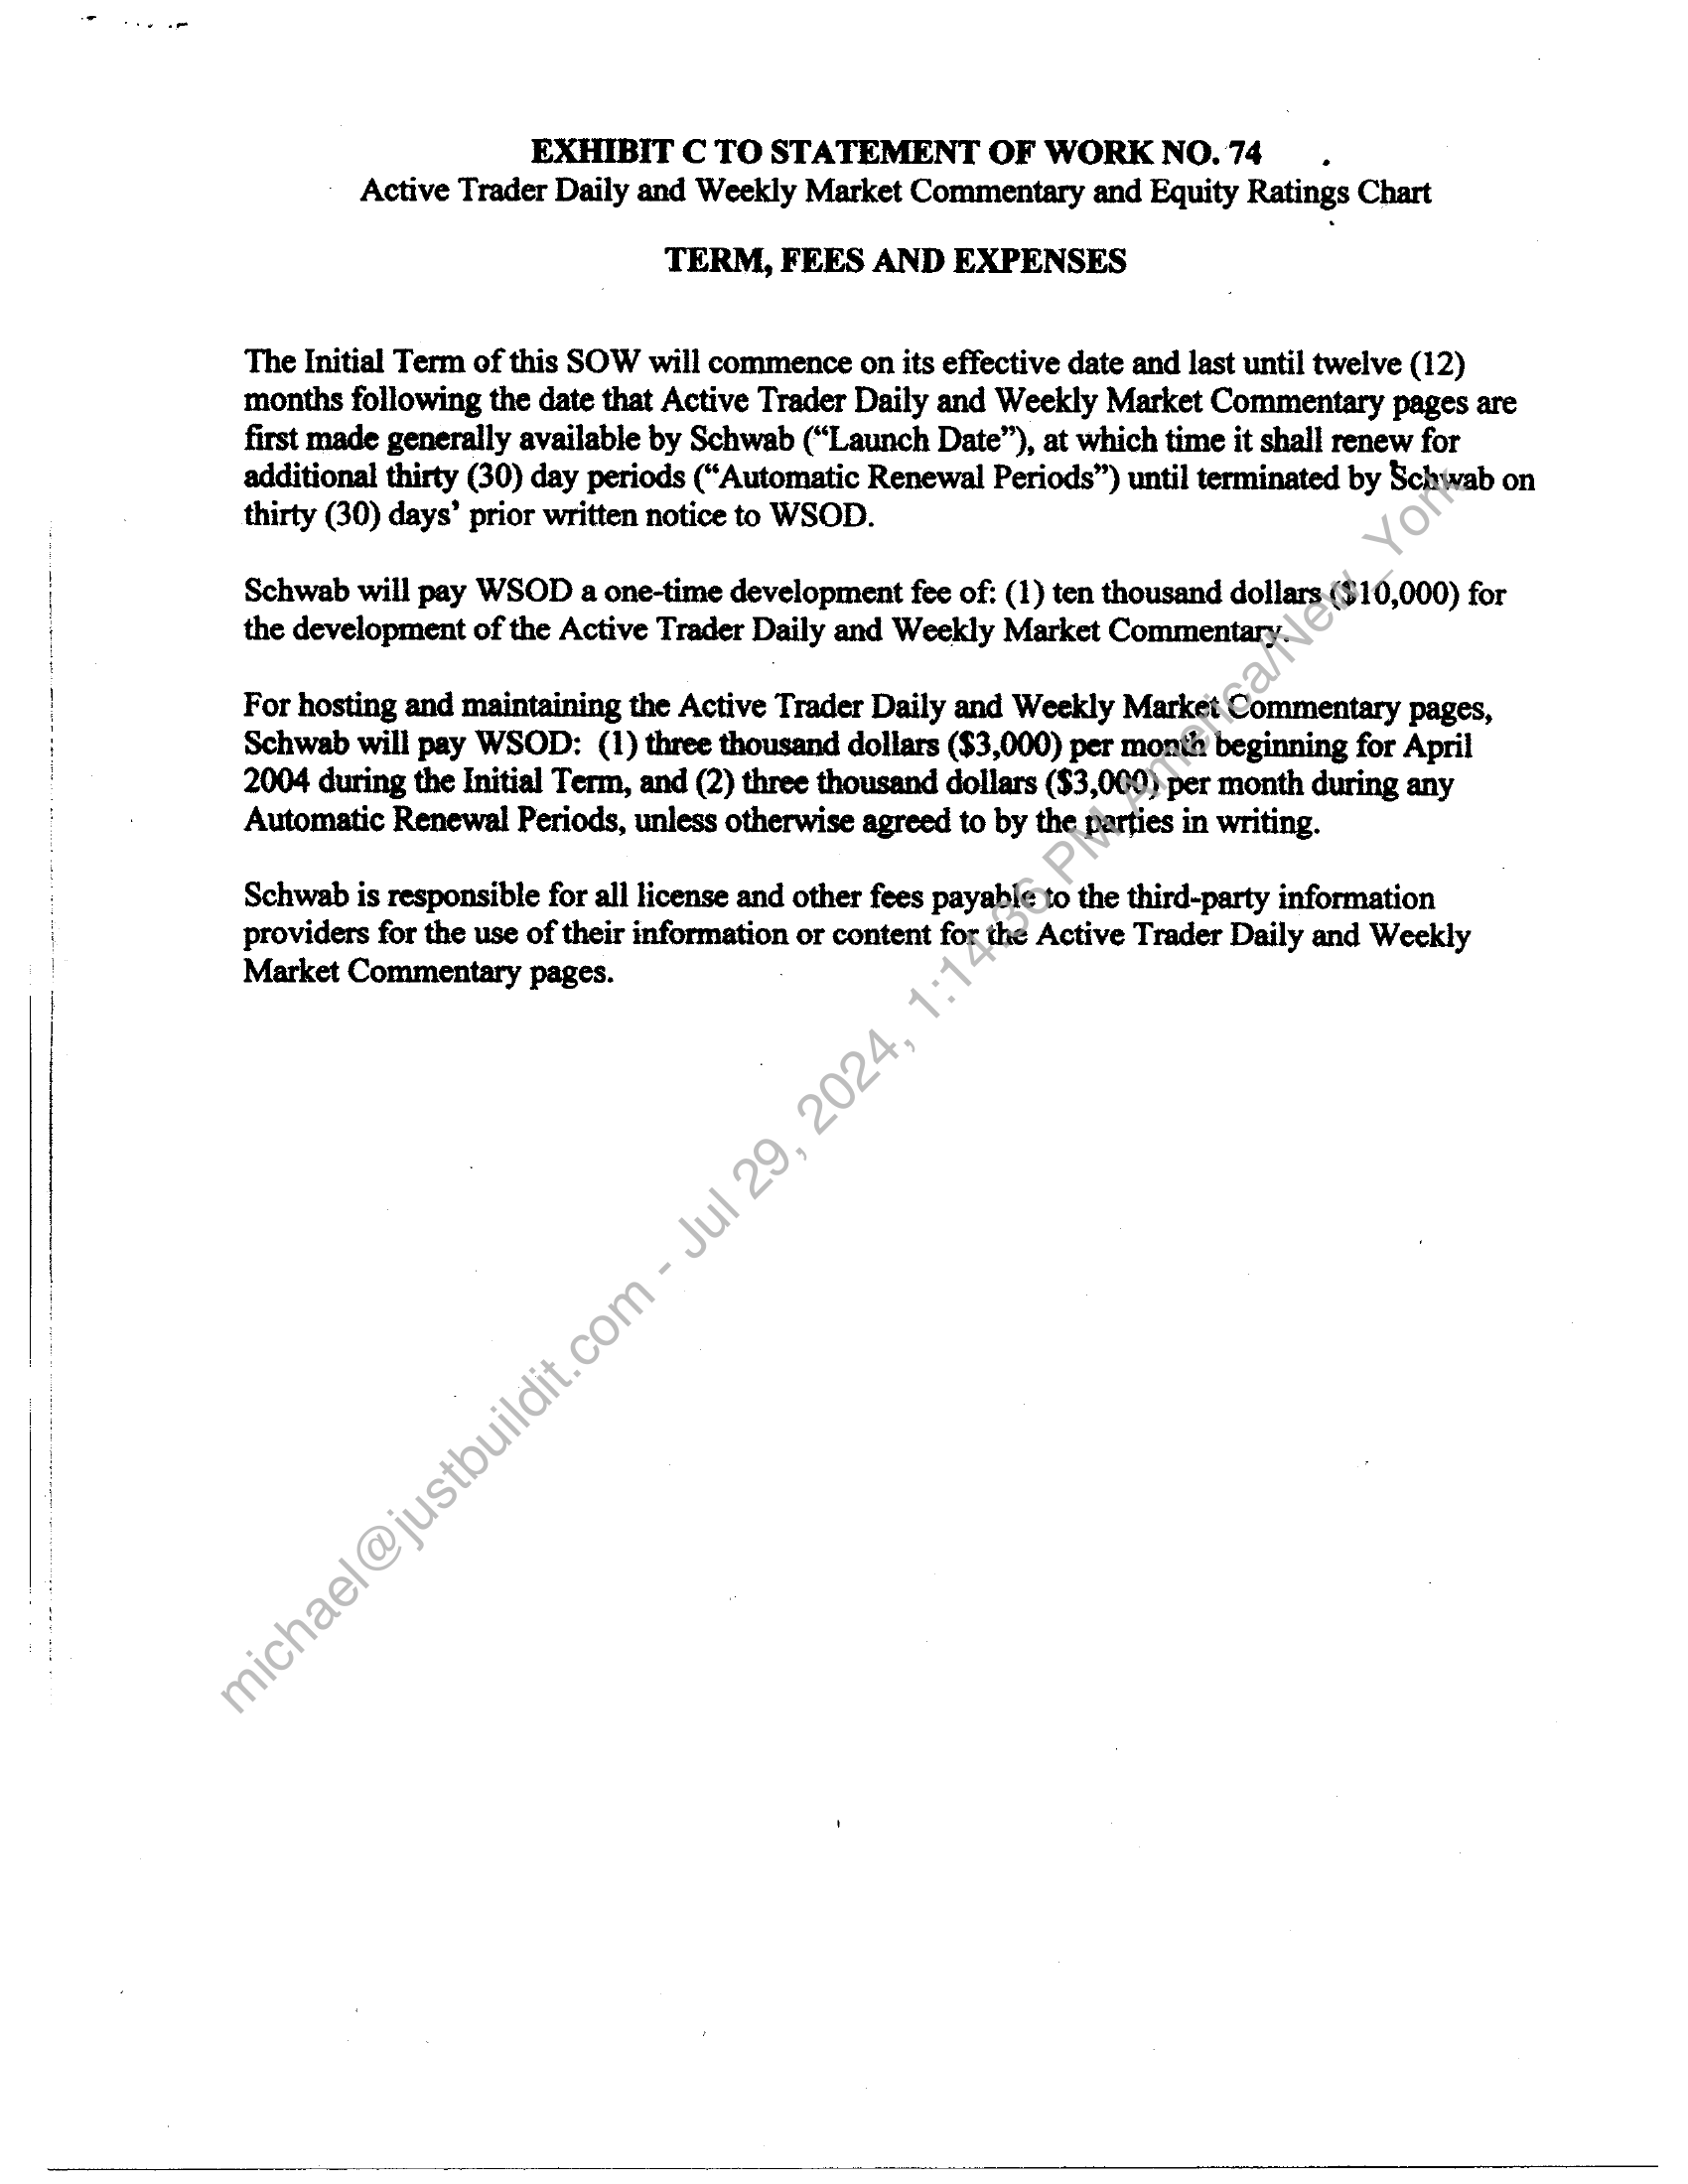 EXHIBIT C TO STATEMENT OF WORK NO. 74
Active Trader Daily and Weekly Market Commentary and Equity Ratings Chart
TERM, FEES AND EXPENSES
The Initial Term of this SOW will commence on its effective date and last until twelve (12)
months following the date that Active Trader Daily and Weekly Market Commentary pages are
first made generally available by Schwab (“Launch Date”), at which time it shall renew for
additional thirty (30) day periods (“Automatic Renewal Periods”) until terminated by Schwab on
thirty (30) days’ prior written notice to WSOD.
Schwab will pay WSOD a one-time development fee of: (1) ten thousand dollars ($10,000) for
the development of the Active Trader Daily and Weekly Market Commentary.
For hosting and maintaining the Active Trader Daily and Weekly Market Commentary pages,
Schwab will pay WSOD: (1) three thousand dollars ($3,000) per month beginning for April
2004 during the Initial Term, and (2) three thousand dollars ($3,000) per month during any
Automatic Renewal Periods, unless otherwise agreed to by the parties in writing.
Schwab is responsible for all license and other fees payable to the third-party information
providers for the use of their information or content for the Active Trader Daily and Weekly
Market Commentary pages.
michael@justbuildit.com - Jul 29, 2024, 1:14:36 PM America/New_York